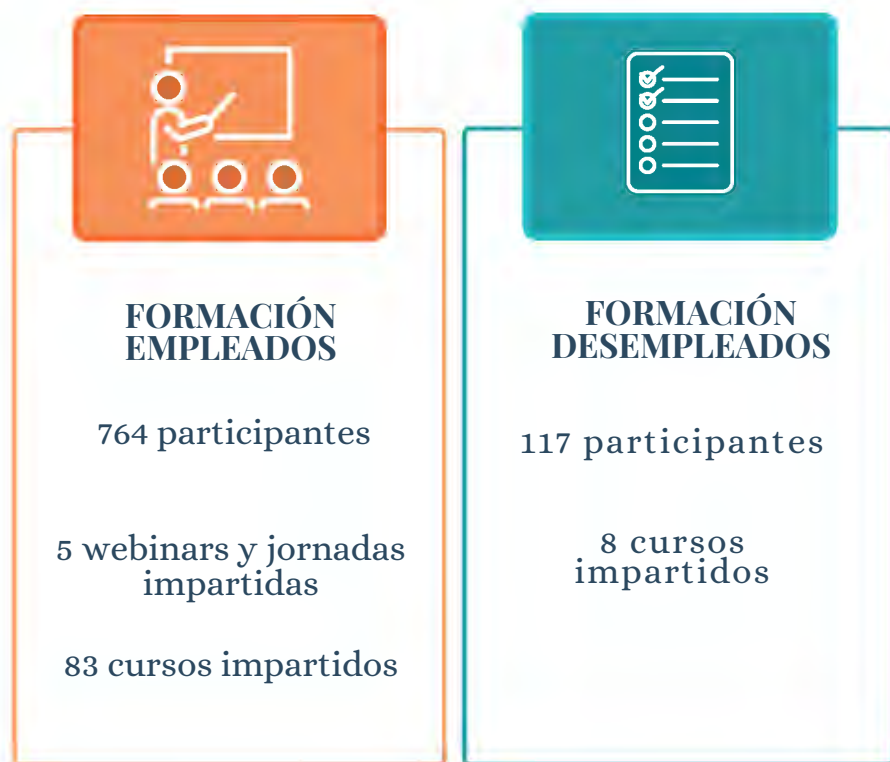 FORMACIÓN
EMPLEADOS
764 participantes
5 webinars y jornadas
impartidas
83 cursos impartidos
FORMACIÓN
DESEMPLEADOS
117 participantes
8 cursos
impartidos